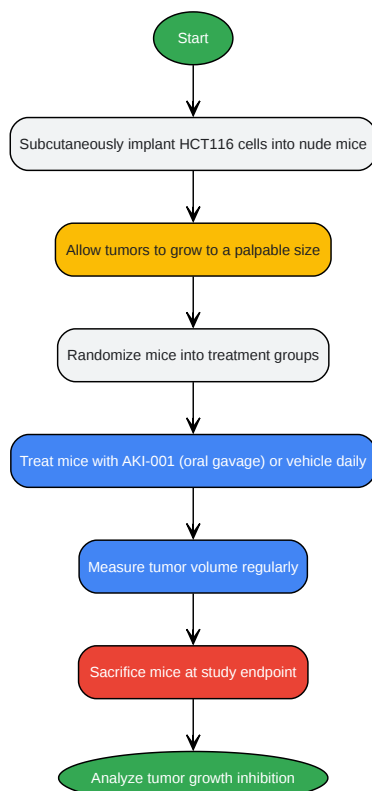 Start
Subcutaneously implant HCT116 cells into nude mice
Allow tumors to grow to a palpable size
Randomize mice into treatment groups
Treat mice with AKI-001 (oral gavage) or vehicle daily
Measure tumor volume regularly
Sacrifice mice at study endpoint
Analyze tumor growth inhibition